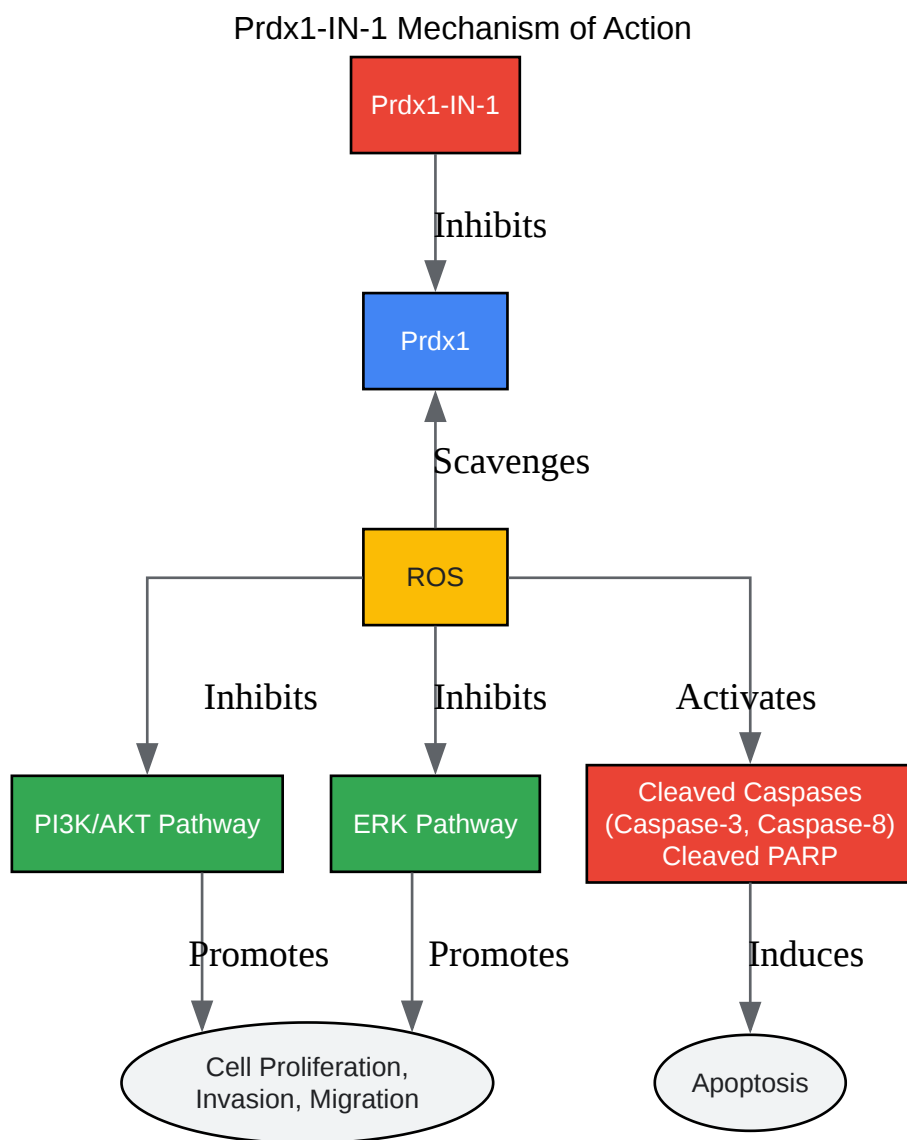 Prdx1-IN-1 Mechanism of Action
Prdx1-IN-1
Inhibits
Prdx1
Scavenges
ROS
Inhibits
Inhibits
Activates
PI3K/AKT Pathway
ERK Pathway
Cleaved Caspases
(Caspase-3, Caspase-8)
Cleaved PARP
Promotes
Promotes
Induces
Cell Proliferation,
Invasion, Migration
Apoptosis